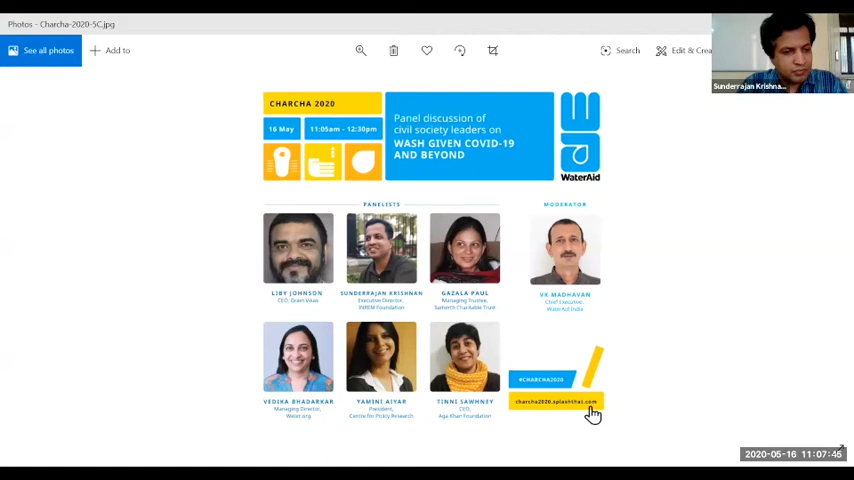 Photos - Charcha-2020-5C.jpg
See all photos
Add to
Search
Edit & Crea
Sunderrajan Krishna...
CHARCHA 2020
16 May
11:05am - 12:30pm
Panel discussion of
civil society leaders on
WASH GIVEN COVID-19
AND BEYOND
WaterAid
PANELISTS
MODERATOR
LIBY JOHNSON
CEO, Gram Vikas
SUNDERRAJAN KRISHNAN
Executive Director,
INREM Foundation
GAZALA PAUL
Managing Trustee,
Samerth Charitable Trust
VK MADHAVAN
Chief Executive,
WaterAid India
VEDIKA BHADARKAR
Managing Director,
Water.org
YAMINI AIYAR
President,
Centre for Policy Research
TINNI SAWHNEY
CEO,
Aga Khan Foundation
#CHARCHA2020
charcha2020.splashthat.com
2020-05-16 11:07:45